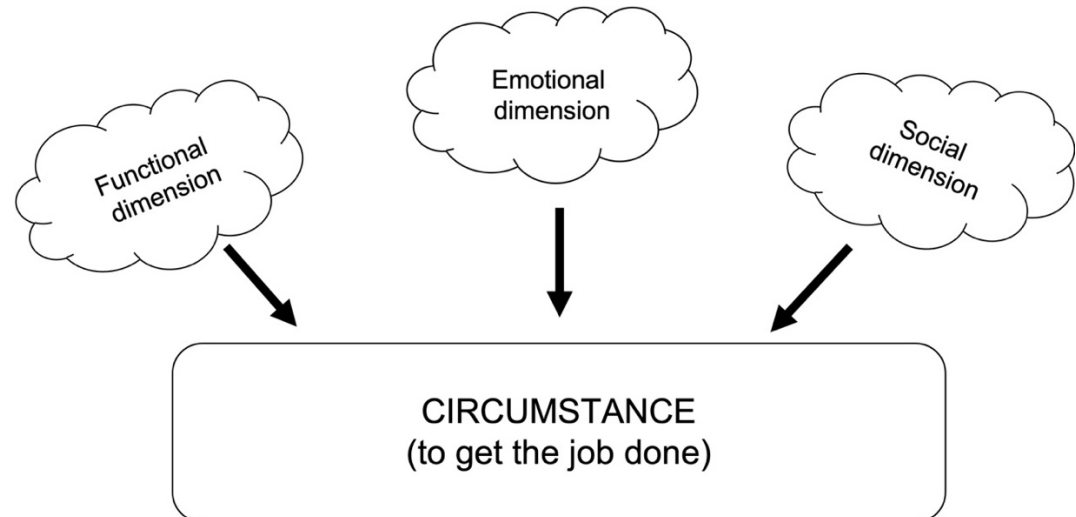 Functional
dimension
Emotional
dimension
Social
dimension
CIRCUMSTANCE
(to get the job done)